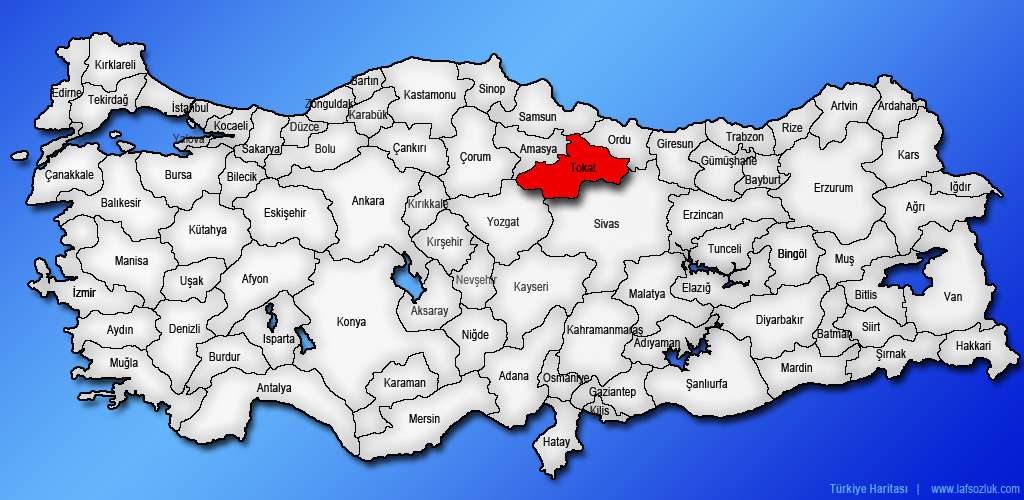 Kırklareli
Edirne
Tekirdağ
İstanbul
Yalova
Kocaeli
Sakarya
Düzce
Zonguldak
Bartın
Karabük
Kastamonu
Sinop
Samsun
Ordu
Giresun
Trabzon
Rize
Artvin
Ardahan
Kars
Iğdır
Ağrı
Erzurum
Bayburt
Gümüşhane
Tokat
Amasya
Çorum
Çankırı
Bolu
Bilecik
Bursa
Çanakkale
Balıkesir
Kütahya
Eskişehir
Ankara
Kırıkkale
Yozgat
Sivas
Erzincan
Tunceli
Bingöl
Muş
Van
Bitlis
Elazığ
Malatya
Kayseri
Nevşehir
Kırşehir
Aksaray
Konya
Afyon
Uşak
Manisa
İzmir
Aydın
Denizli
Isparta
Burdur
Muğla
Antalya
Karaman
Mersin
Niğde
Adana
Osmaniye
Kahramanmaraş
Adıyaman
Diyarbakır
Batman
Siirt
Şırnak
Hakkari
Mardin
Şanlıurfa
Gaziantep
Kilis
Hatay
Türkiye Haritası | www.lafsozluk.com